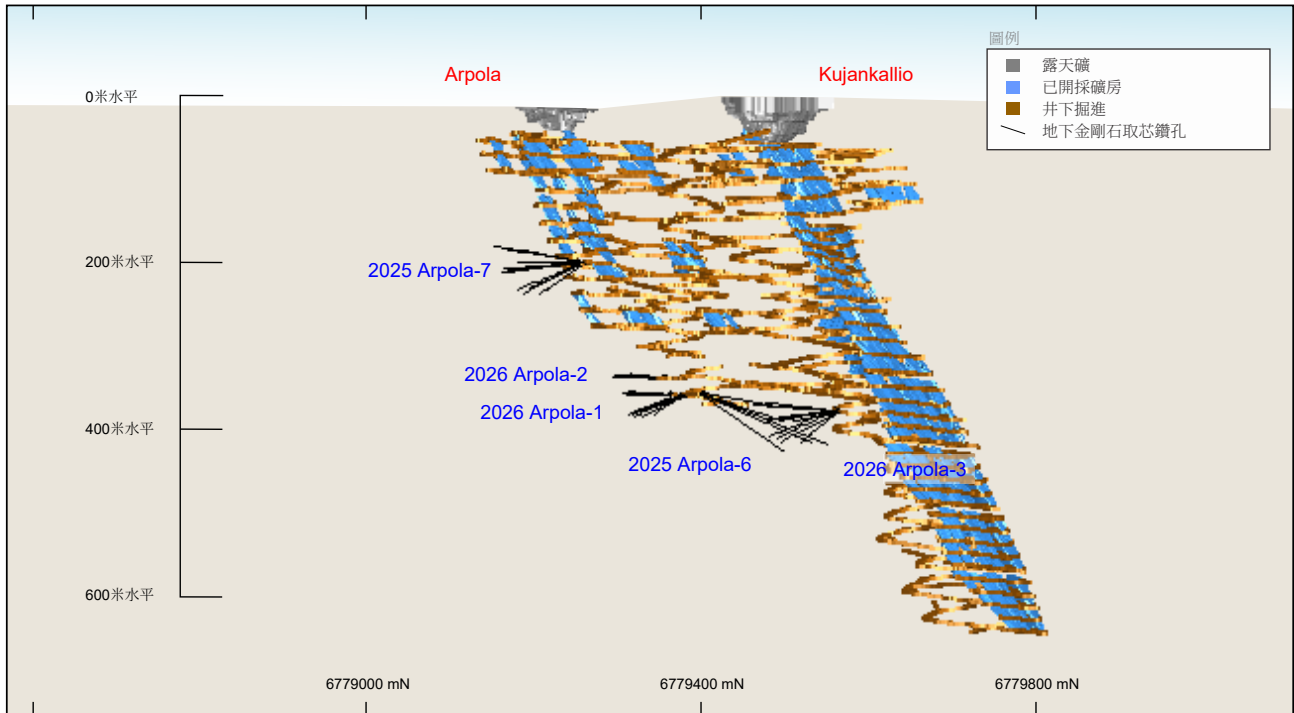 圖例
露天礦
已開採礦房
井下掘進
地下金剛石取芯鑽孔
Arpola
Kujankallio
0米水平
200米水平
2025 Arpola-7
2026 Arpola-2
2026 Arpola-1
400米水平
2025 Arpola-6
2026 Arpola-3
600米水平
6779000 mN
6779400 mN
6779800 mN